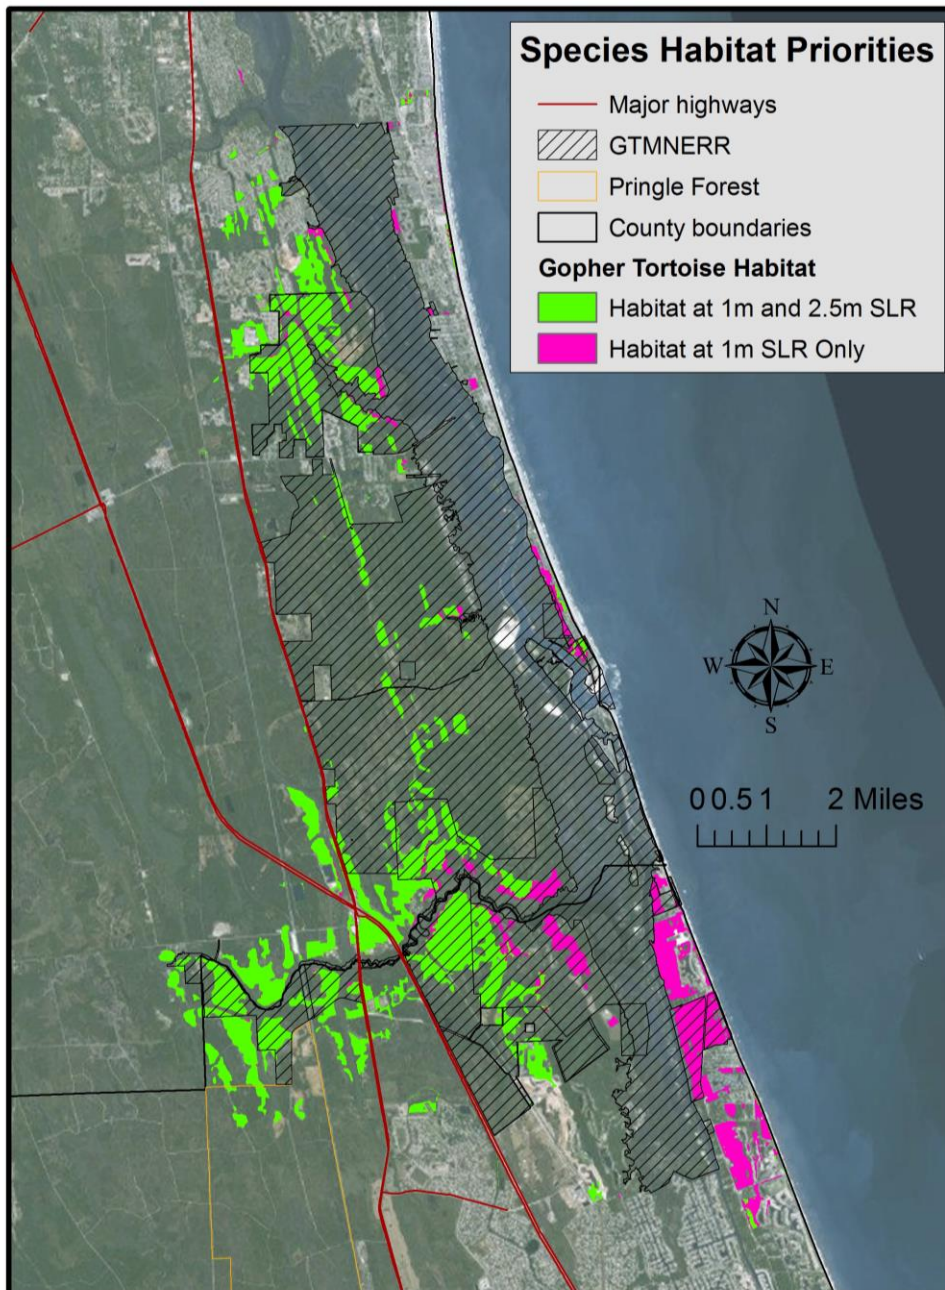 Species Habitat Priorities
Major highways
GTMNERR
Pringle Forest
County boundaries
Gopher Tortoise Habitat
Habitat at 1m and 2.5m SLR
Habitat at 1m SLR Only
N
W E
S
0 0.5 1 2 Miles